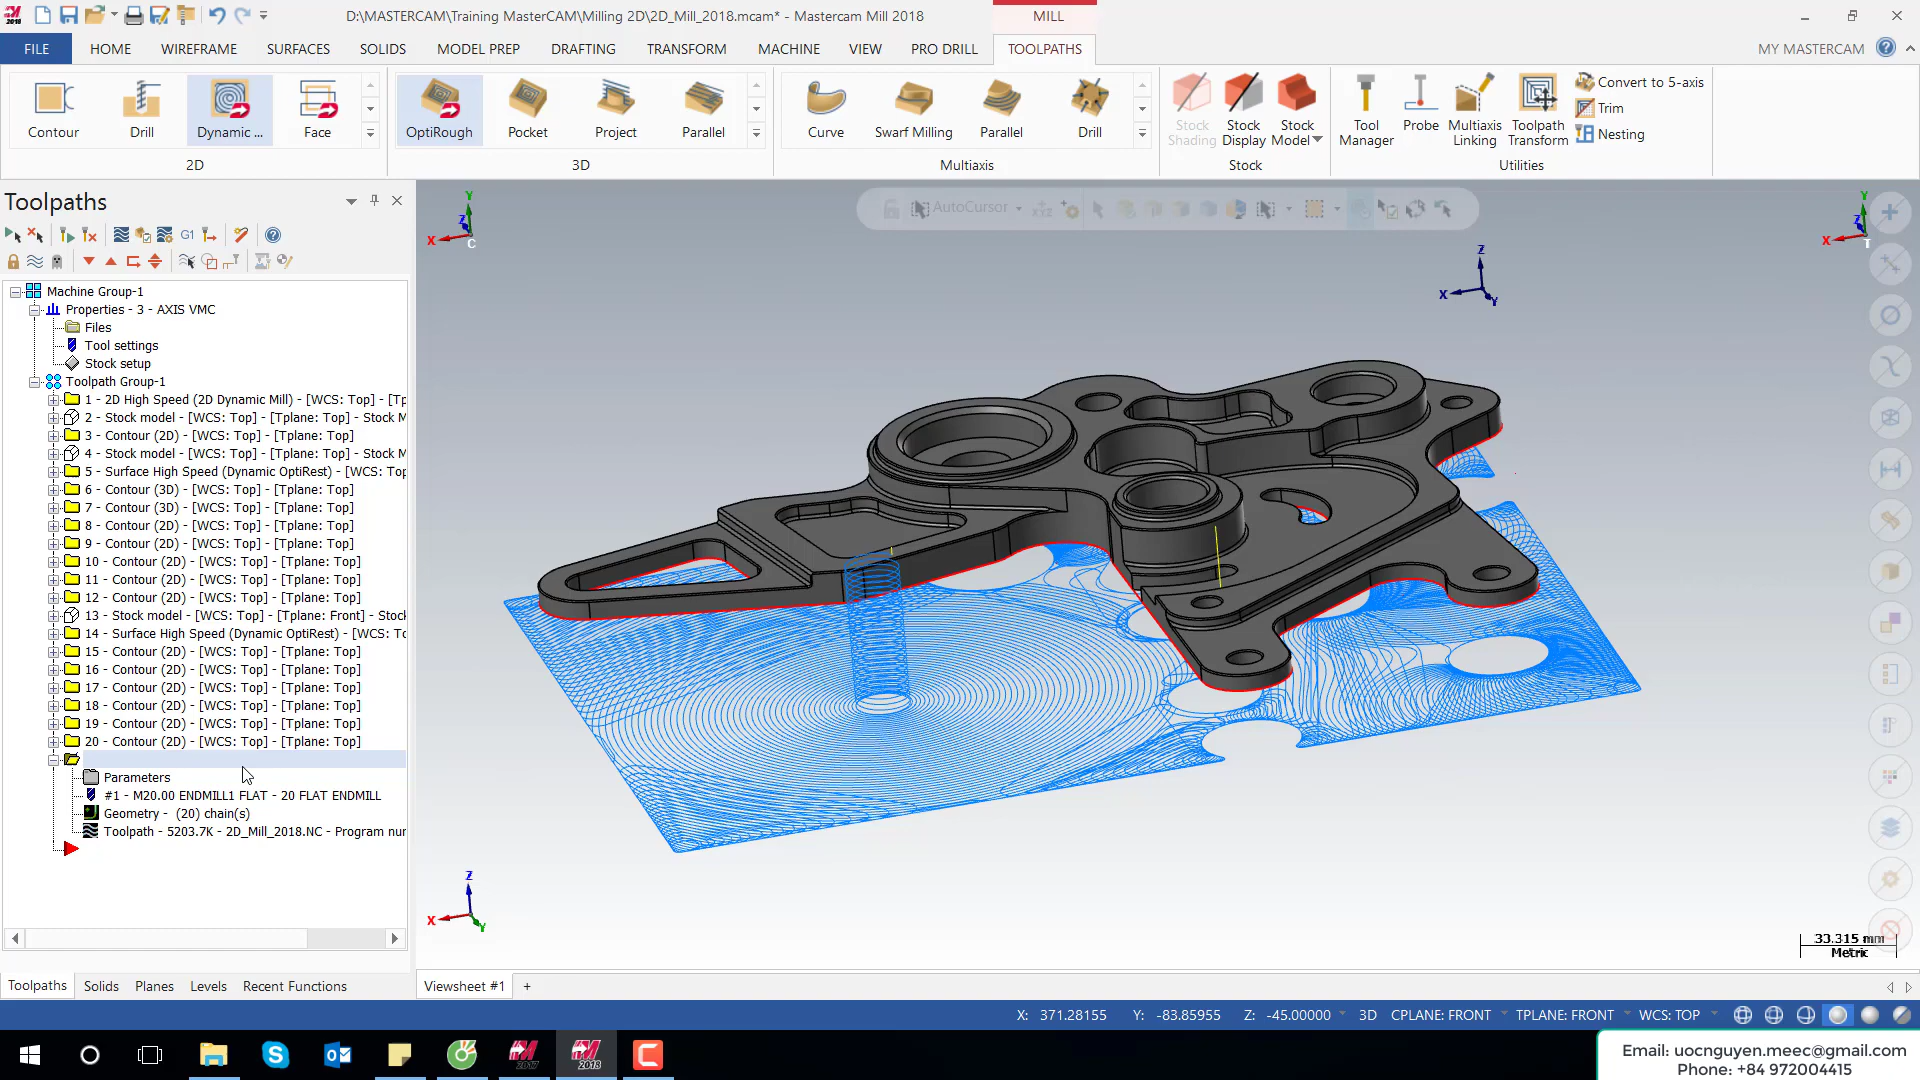 D:\MASTERCAM\Training MasterCAM\Milling 2D\2D_Mill_2018.mcam* - Mastercam Mill 2018
MILL
FILE HOME WIREFRAME SURFACES SOLIDS MODEL PREP DRAFTING TRANSFORM MACHINE VIEW PRO DRILL TOOLPATHS MY MASTERCAM
Contour Drill Dynamic ... Face
2D
OptiRough Pocket Project Parallel
3D
Curve Swarf Milling Parallel Drill
Multiaxis
Stock Shading
Stock Display
Stock Model
Stock
Tool Manager
Probe
Multiaxis Linking
Toolpath Transform
Convert to 5-axis
Trim
Nesting
Utilities
Toolpaths
G1
AutoCursor
Machine Group-1
Properties - 3 - AXIS VMC
Files
Tool settings
Stock setup
Toolpath Group-1
1 - 2D High Speed (2D Dynamic Mill) - [WCS: Top] - [Tp
2 - Stock model - [WCS: Top] - [Tplane: Top] - Stock M
3 - Contour (2D) - [WCS: Top] - [Tplane: Top]
4 - Stock model - [WCS: Top] - [Tplane: Top] - Stock M
5 - Surface High Speed (Dynamic OptiRest) - [WCS: Top
6 - Contour (3D) - [WCS: Top] - [Tplane: Top]
7 - Contour (3D) - [WCS: Top] - [Tplane: Top]
8 - Contour (2D) - [WCS: Top] - [Tplane: Top]
9 - Contour (2D) - [WCS: Top] - [Tplane: Top]
10 - Contour (2D) - [WCS: Top] - [Tplane: Top]
11 - Contour (2D) - [WCS: Top] - [Tplane: Top]
12 - Contour (2D) - [WCS: Top] - [Tplane: Top]
13 - Stock model - [WCS: Top] - [Tplane: Front] - Stock
14 - Surface High Speed (Dynamic OptiRest) - [WCS: To
15 - Contour (2D) - [WCS: Top] - [Tplane: Top]
16 - Contour (2D) - [WCS: Top] - [Tplane: Top]
17 - Contour (2D) - [WCS: Top] - [Tplane: Top]
18 - Contour (2D) - [WCS: Top] - [Tplane: Top]
19 - Contour (2D) - [WCS: Top] - [Tplane: Top]
20 - Contour (2D) - [WCS: Top] - [Tplane: Top]
Parameters
#1 - M20.00 ENDMILL1 FLAT - 20 FLAT ENDMILL
Geometry - (20) chain(s)
Toolpath - 5203.7K - 2D_Mill_2018.NC - Program nur
Y
Z
X
C
Y
Z
X
T
Z
X
Y
Z
X
Y
33.315 mm
Metric
Toolpaths Solids Planes Levels Recent Functions
Viewsheet #1 +
X: 371.28155 Y: -83.85955 Z: -45.00000 3D CPLANE: FRONT TPLANE: FRONT WCS: TOP
2017
2018
Email: uocnguyen.meec@gmail.com
Phone: +84 972004415